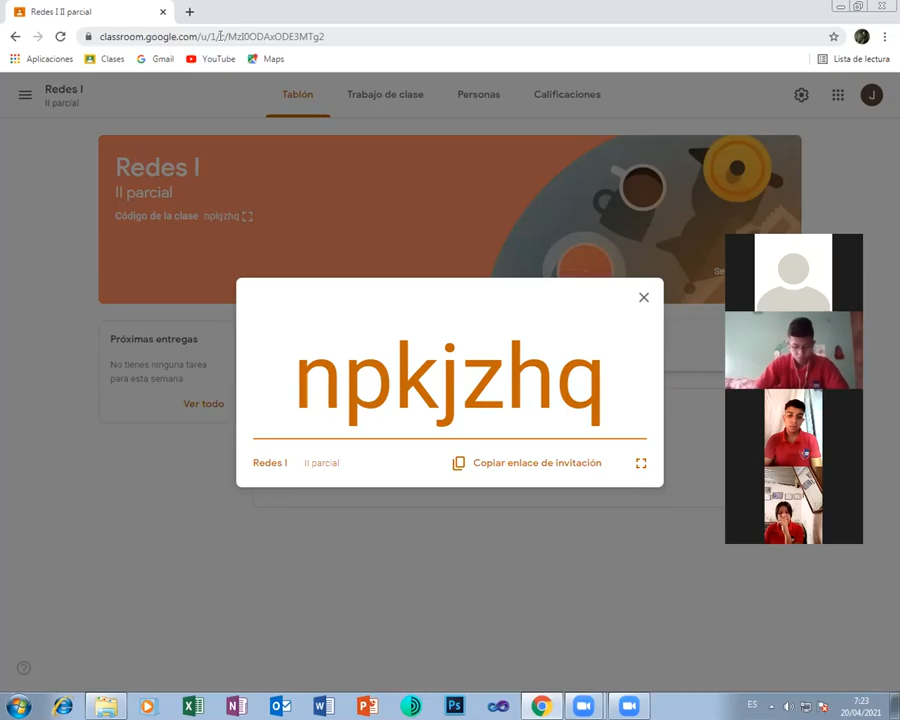 Redes I II parcial
classroom.google.com/u/1/c/MzI0ODAxODE3MTg2
Aplicaciones Clases Gmail YouTube Maps Lista de lectura
Redes I
II parcial
Tablón Trabajo de clase Personas Calificaciones J
Redes I
II parcial
Código de la clase npkjzhq
Se
Próximas entregas
No tienes ninguna tarea
para esta semana
Ver todo
npkjzhq
Redes I II parcial Copiar enlace de invitación
ES
7:23
20/04/2021